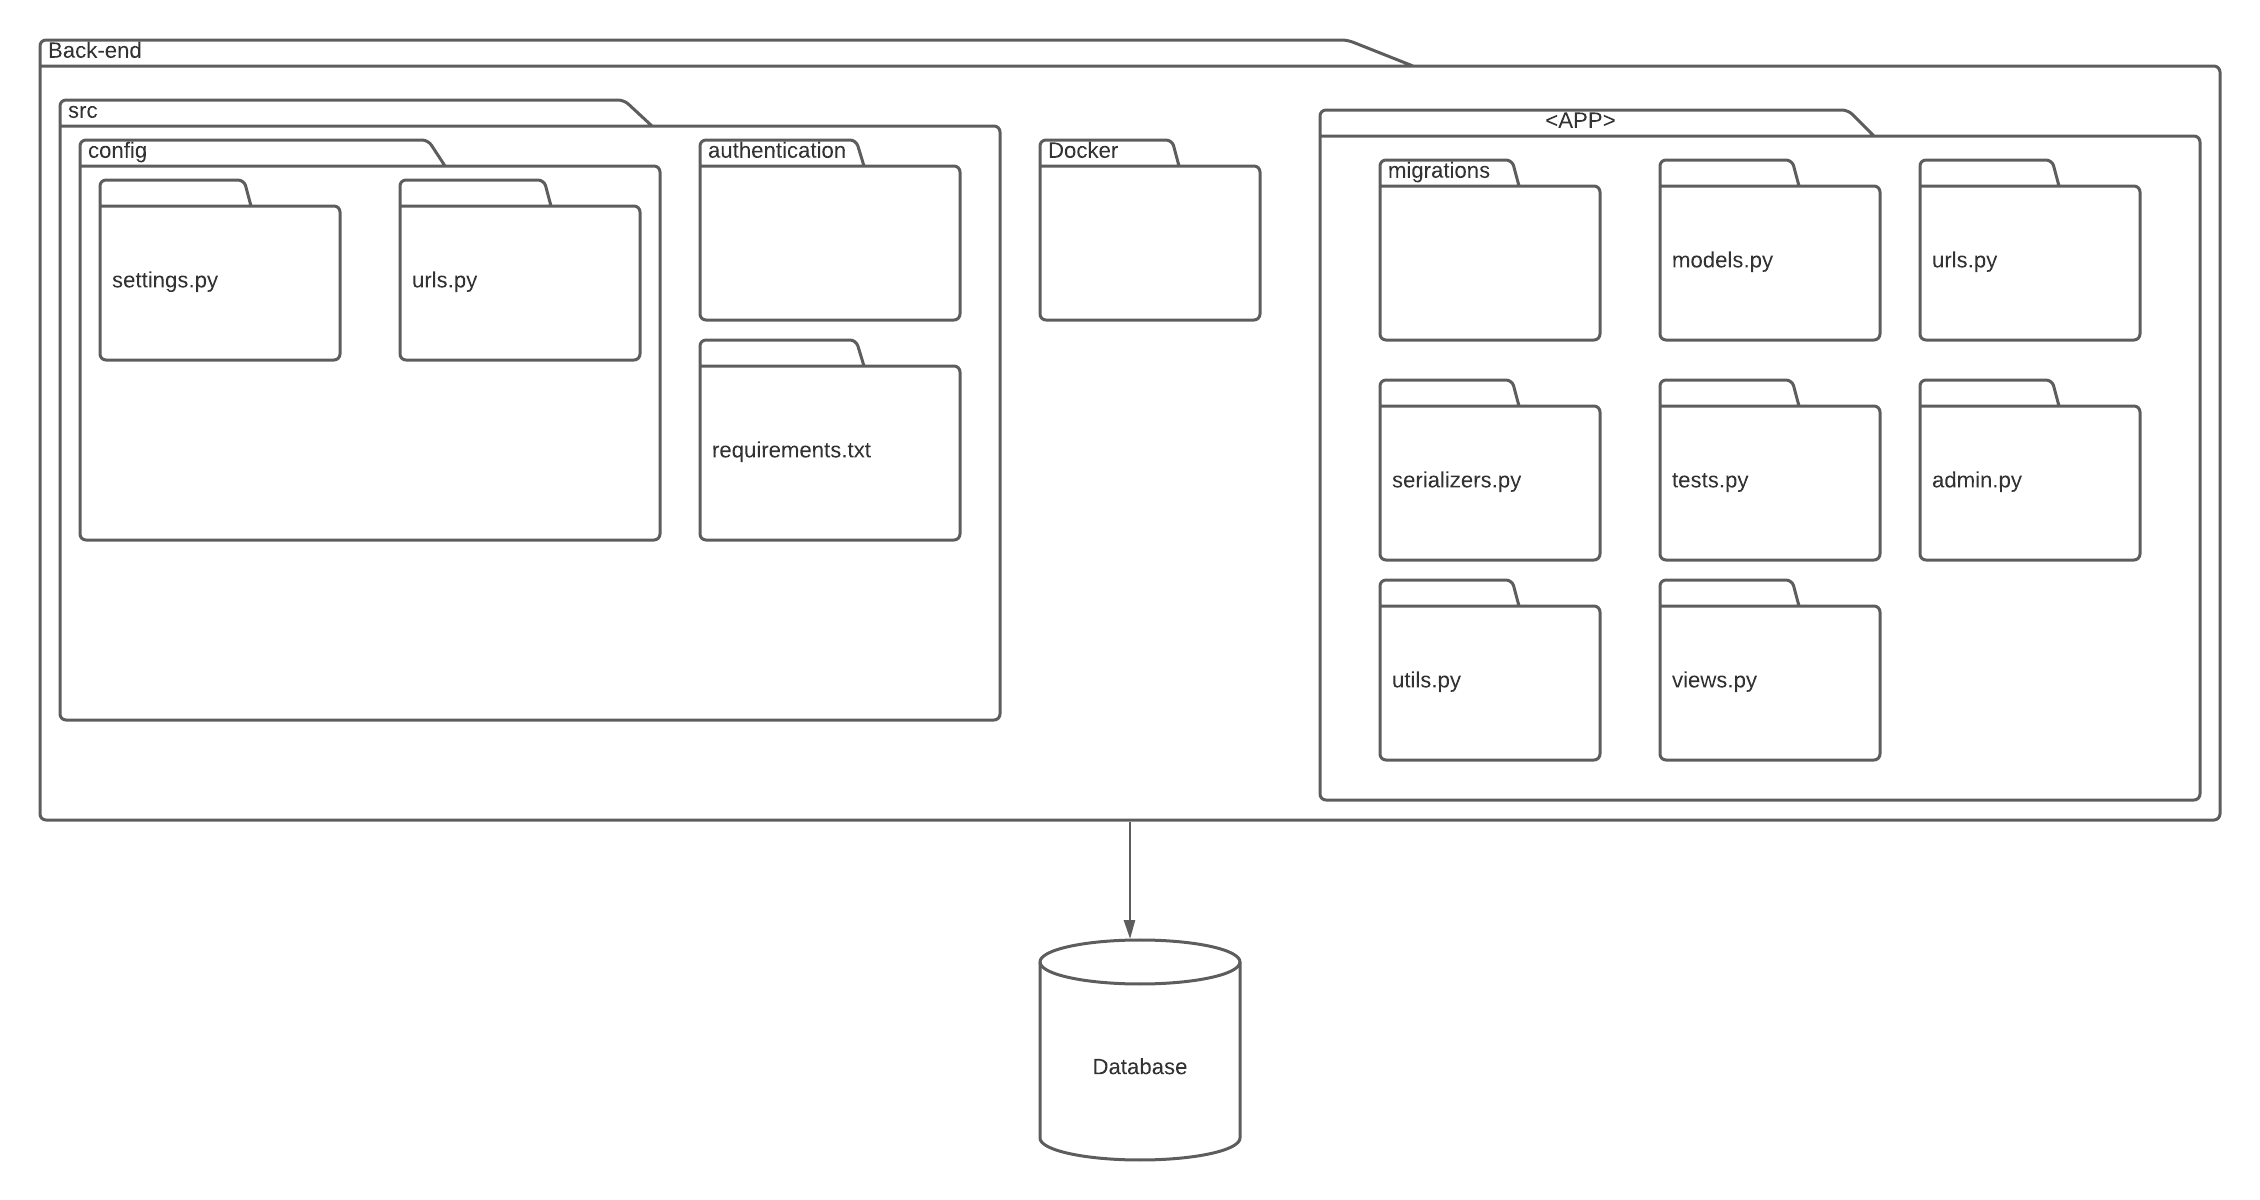 Back-end
src
config
settings.py
urls.py
authentication
requirements.txt
Docker
<APP>
migrations
models.py
urls.py
serializers.py
tests.py
admin.py
utils.py
views.py
Database